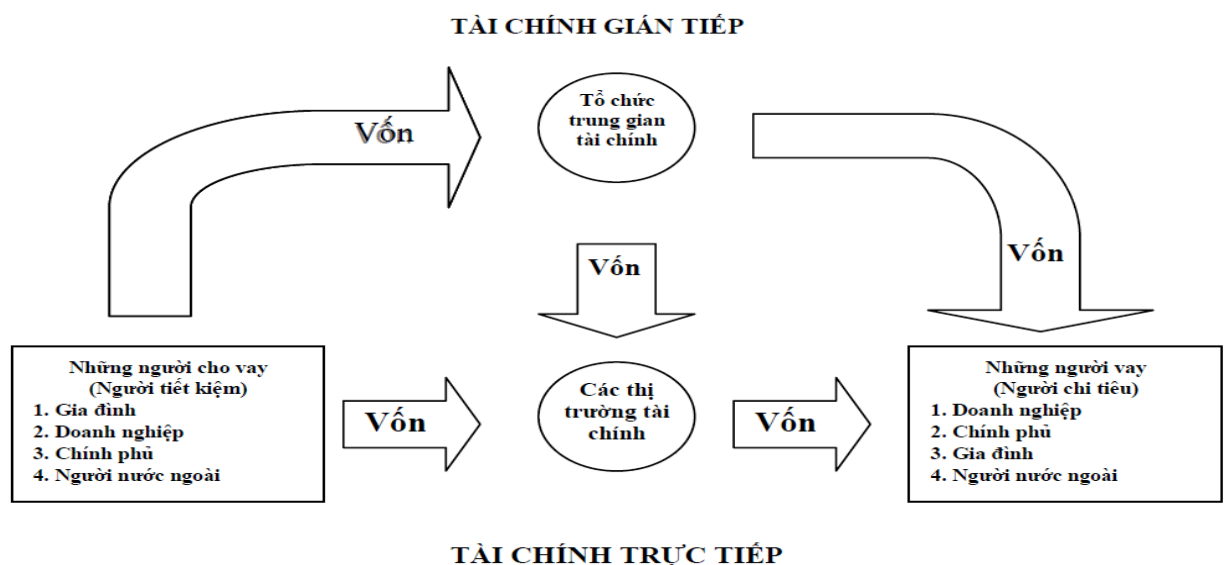 TÀI CHÍNH GIÁN TIẾP
Vốn
Tổ chức
trung gian
tài chính
Vốn
Vốn
Những người cho vay
(Người tiết kiệm)
1. Gia đình
2. Doanh nghiệp
3. Chính phủ
4. Người nước ngoài
Vốn
Các thị
trường tài
chính
Vốn
Những người vay
(Người chi tiêu)
1. Doanh nghiệp
2. Chính phủ
3. Gia đình
4. Người nước ngoài
TÀI CHÍNH TRỰC TIẾP